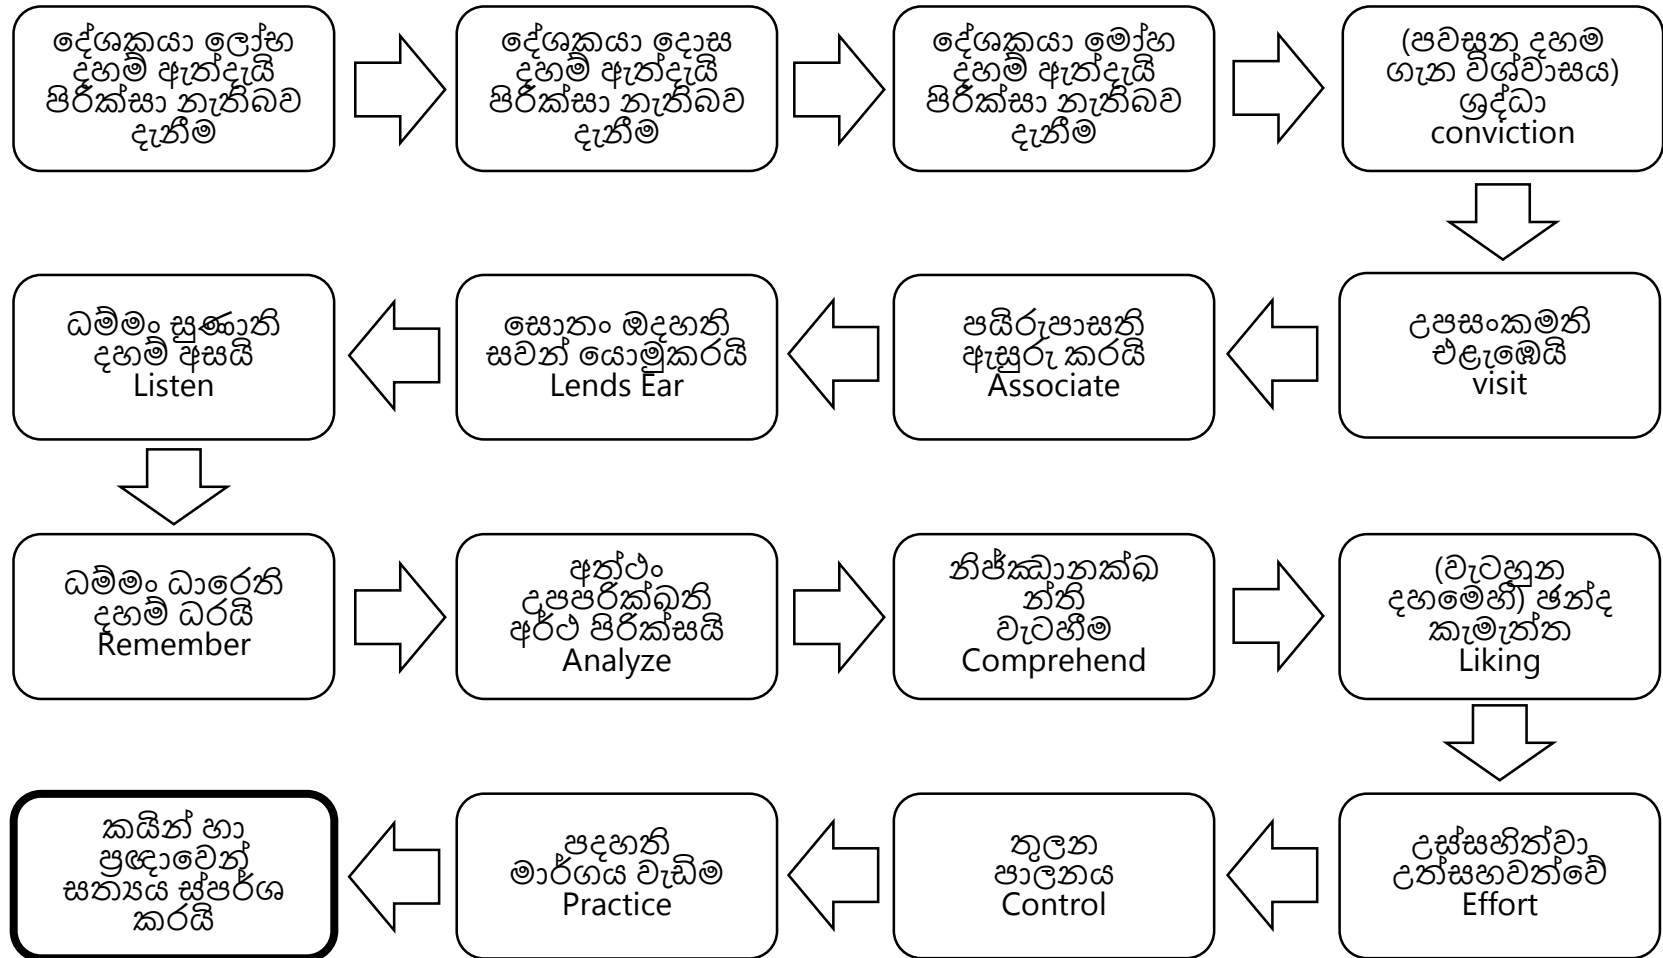 දේශකයා ලෝභ
දහම් ඇත්දැයි
පිරික්සා නැතිබව
දැනීම
දේශකයා දොස
දහම් ඇත්දැයි
පිරික්සා නැතිබව
දැනීම
දේශකයා මෝහ
දහම් ඇත්දැයි
පිරික්සා නැතිබව
දැනීම
(පවසන දහම
ගැන විශ්වාසය)
ශ්‍රද්ධා
conviction
උපසංකමති
එළැඹෙයි
visit
පයිරුපාසති
ඇසුරු කරයි
Associate
සොතං ඔදහති
සවන් යොමුකරයි
Lends Ear
ධම්මං සුණාති
දහම් අසයි
Listen
ධම්මං ධාරෙති
දහම් ධරයි
Remember
අත්ථං
උපපරික්ඛති
අර්ථ පිරික්සයි
Analyze
නිජ්ඣානක්ඛ
න්ති
වැටහීම
Comprehend
(වැටහුන
දහමෙහි) ඡන්ද
කැමැත්ත
Liking
උස්සහිත්වා
උත්සහවත්වේ
Effort
තුලන
පාලනය
Control
පදහති
මාර්ගය වැඩිම
Practice
කයින් හා
ප්‍රඥාවෙන්
සත්‍යය ස්පර්ශ
කරයි